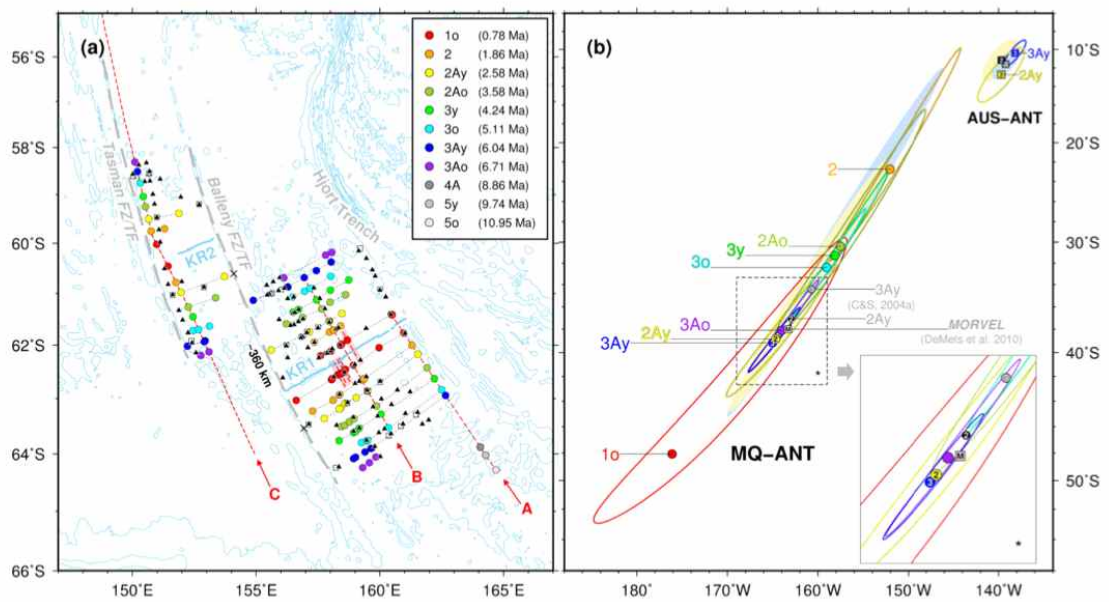 (a)
1o (0.78 Ma)
2 (1.86 Ma)
2Ay (2.58 Ma)
2Ao (3.58 Ma)
3y (4.24 Ma)
3o (5.11 Ma)
3Ay (6.04 Ma)
3Ao (6.71 Ma)
4A (8.86 Ma)
5y (9.74 Ma)
5o (10.95 Ma)
56˚S
58˚S
60˚S
62˚S
64˚S
66˚S
150˚E
155˚E
160˚E
165˚E
Tasman FZ/TF
Balleny FZ/TF
Hjort Trench
KR2
KR1
~360 km
A
B
C
(b)
10˚S
20˚S
30˚S
40˚S
50˚S
180˚
170˚W
160˚W
150˚W
140˚W
3Ay
2Ay
AUS-ANT
2
2Ao
3y
3o
3Ay
(C&S, 2004a)
2Ay
3Ao
MORVEL
(DeMets et al. 2010)
2Ay
3Ay
1o
MQ-ANT